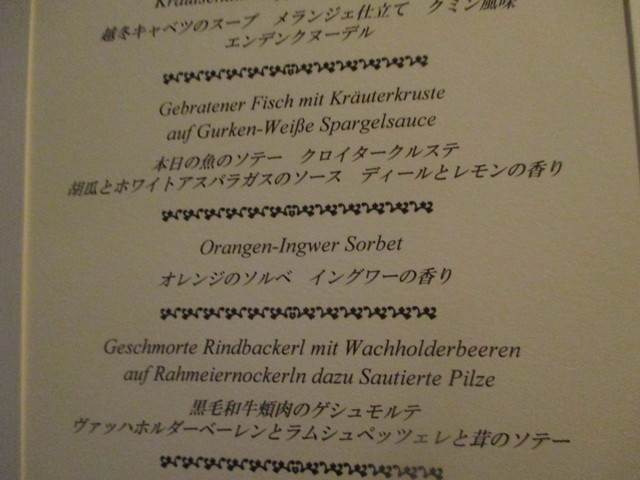 越冬キャベツのスープ　メランジェ仕立て　クミン風味
エンデンクヌーデル
Gebratener Fisch mit Kräuterkruste
auf Gurken-Weiße Spargelsauce
本日の魚のソテー　クロイタークルステ
胡瓜とホワイトアスパラガスのソース　ディールとレモンの香り
Orangen-Ingwer Sorbet
オレンジのソルベ　イングワーの香り
Geschmorte Rindbackerl mit Wachholderbeeren
auf Rahmeiernockerln dazu Sautierte Pilze
黒毛和牛頬肉のゲシュモルテ
ヴァッハホルダーベーレンとラムシュペッツェレと茸のソテー